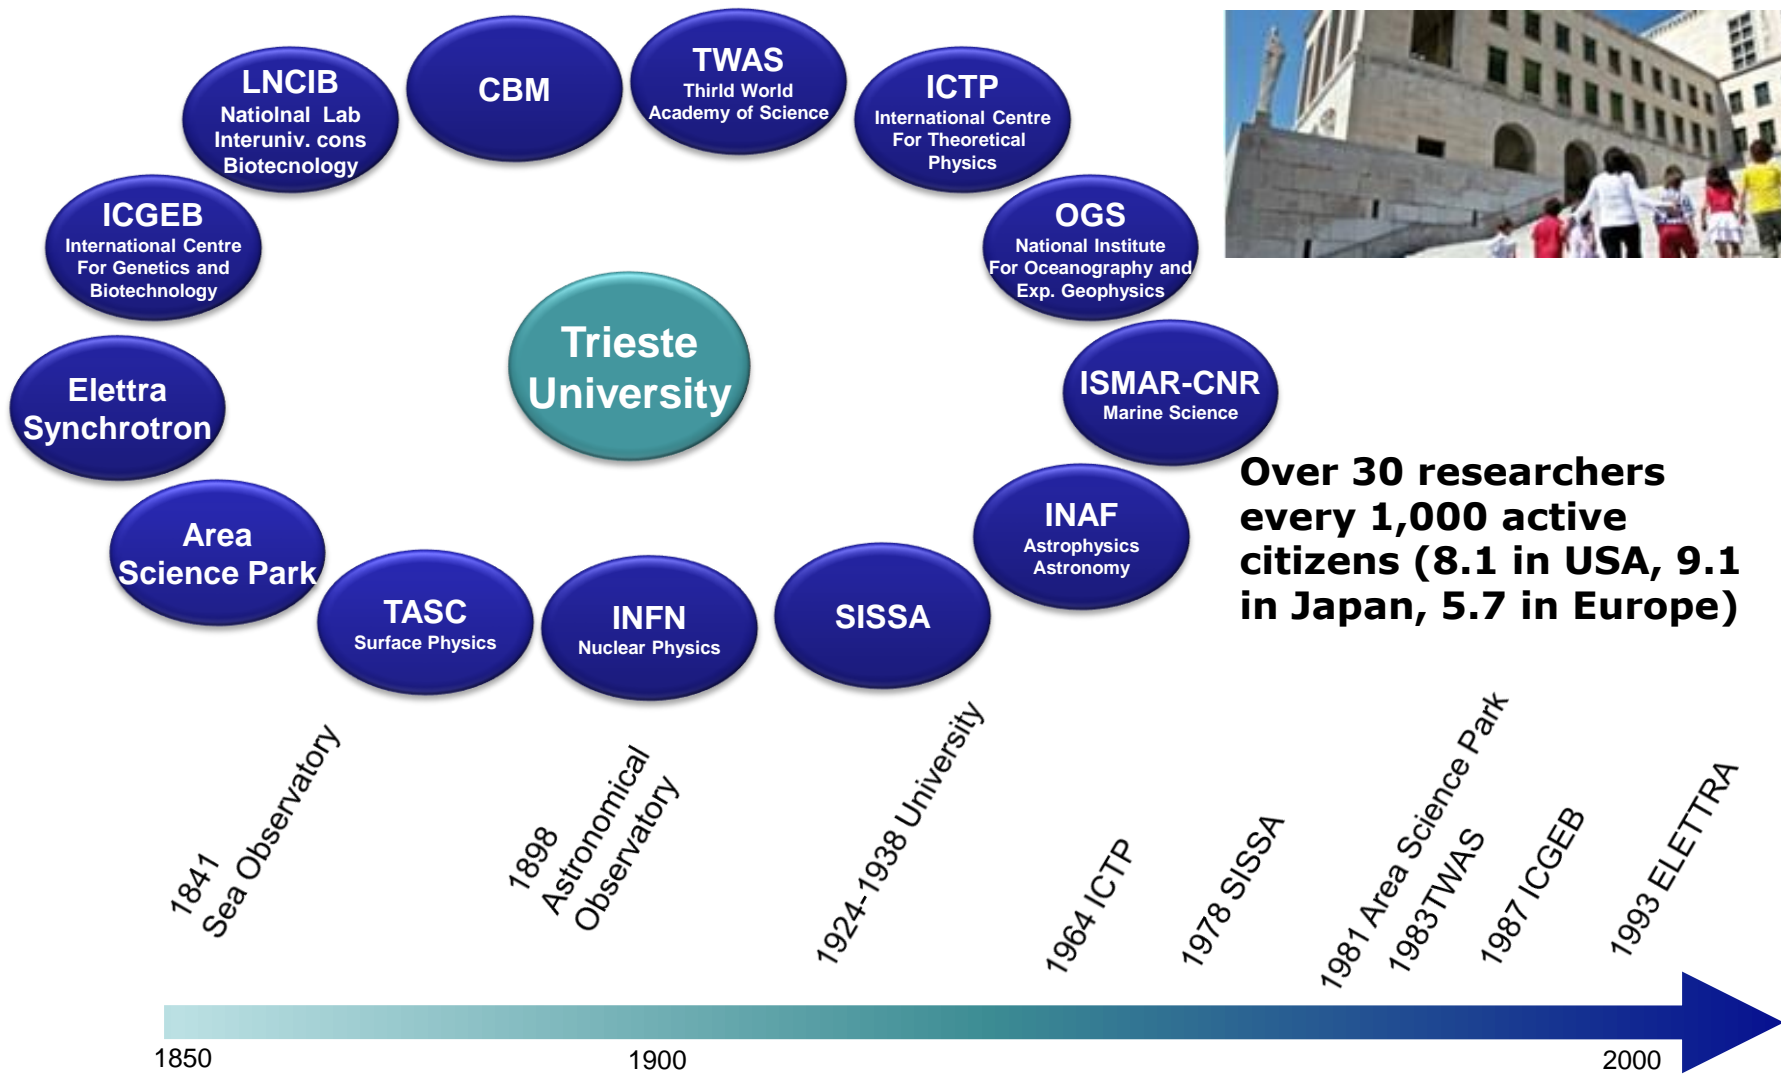 LNCIB
Natiolnal Lab
Interuniv. cons
Biotecnology
CBM
TWAS
Thirld World
Academy of Science
ICTP
International Centre
For Theoretical
Physics
ICGEB
International Centre
For Genetics and
Biotechnology
OGS
National Institute
For Oceanography and
Exp. Geophysics
Trieste
University
Elettra
Synchrotron
ISMAR-CNR
Marine Science
Area
Science Park
INAF
Astrophysics
Astronomy
TASC
Surface Physics
INFN
Nuclear Physics
SISSA
Over 30 researchers
every 1,000 active
citizens (8.1 in USA, 9.1
in Japan, 5.7 in Europe)
1841
Sea Observatory
1898
Astronomical
Observatory
1924-1938 University
1964 ICTP
1978 SISSA
1981 Area Science Park
1983TWAS
1987 ICGEB
1993 ELETTRA
1850
1900
2000